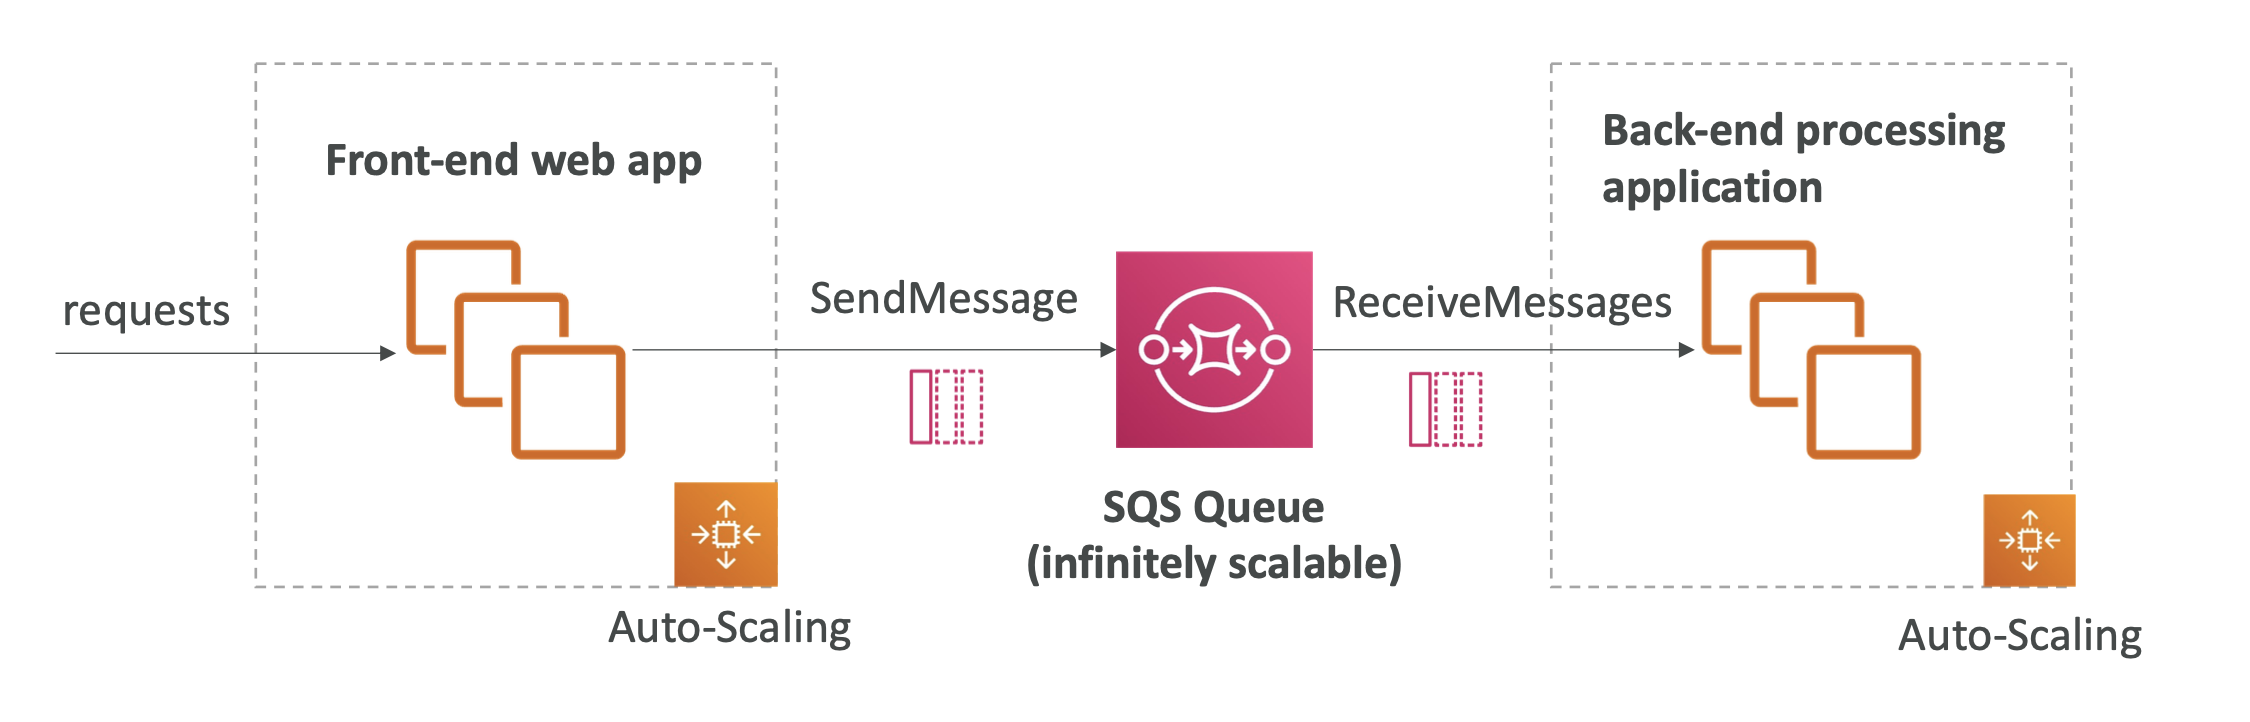 requests
Front-end web app
Auto-Scaling
SendMessage
SQS Queue
(infinitely scalable)
ReceiveMessages
Back-end processing
application
Auto-Scaling